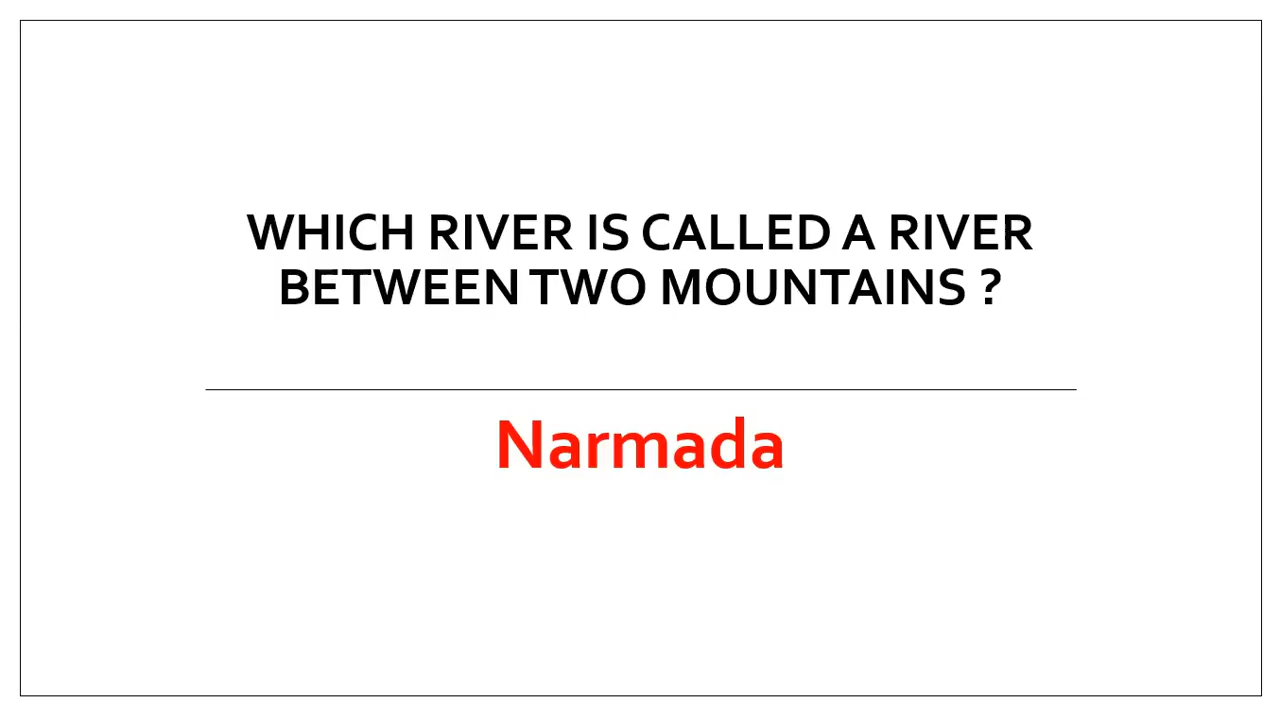 WHICH RIVER IS CALLED A RIVER
BETWEEN TWO MOUNTAINS ?
Narmada